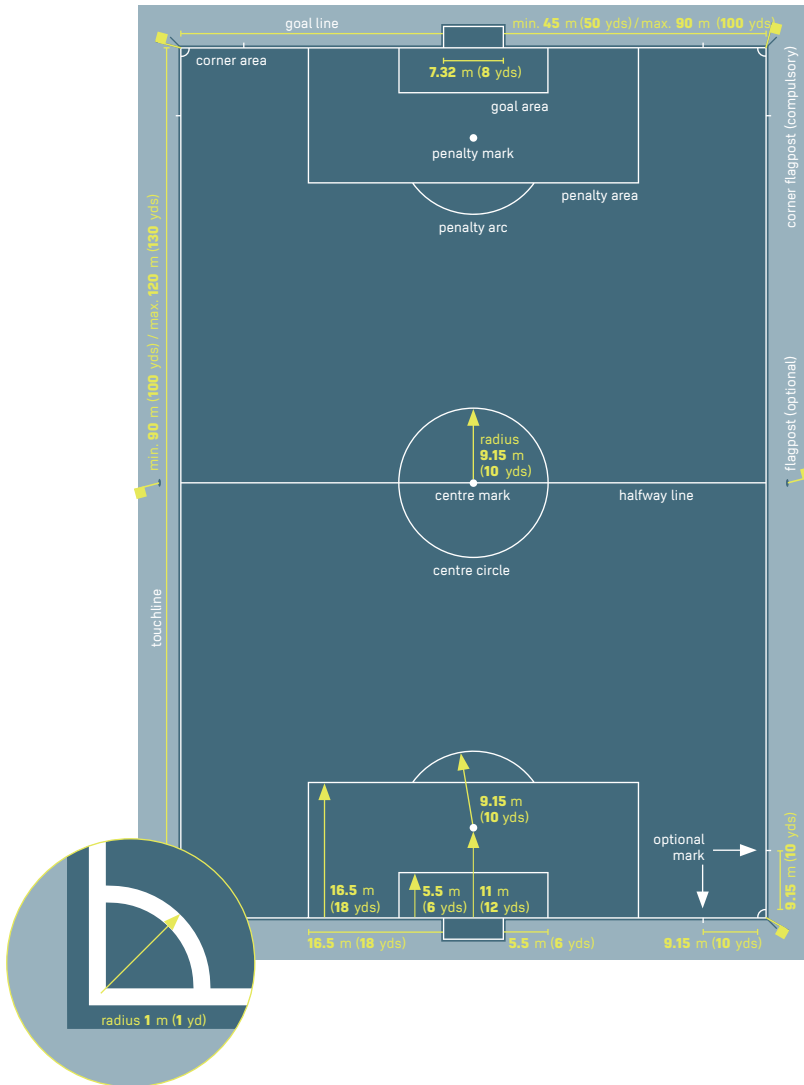 goal line
min. 45 m (50 yds)/max. 90 m (100 yds)
corner area
7.32 m (8 yds)
goal area
corner flagpost (compulsory)
penalty mark
penalty area
penalty arc
min. 90 m (100 yds) / max. 120 m (130 yds)
flagpost (optional)
radius
9.15 m
(10 yds)
centre mark
halfway line
centre circle
touchline
9.15 m
(10 yds)
optional
mark
9.15 m (10 yds)
16.5 m
(18 yds)
5.5 m
(6 yds)
11 m
(12 yds)
16.5 m (18 yds)
5.5 m (6 yds)
9.15 m (10 yds)
radius 1 m (1 yd)